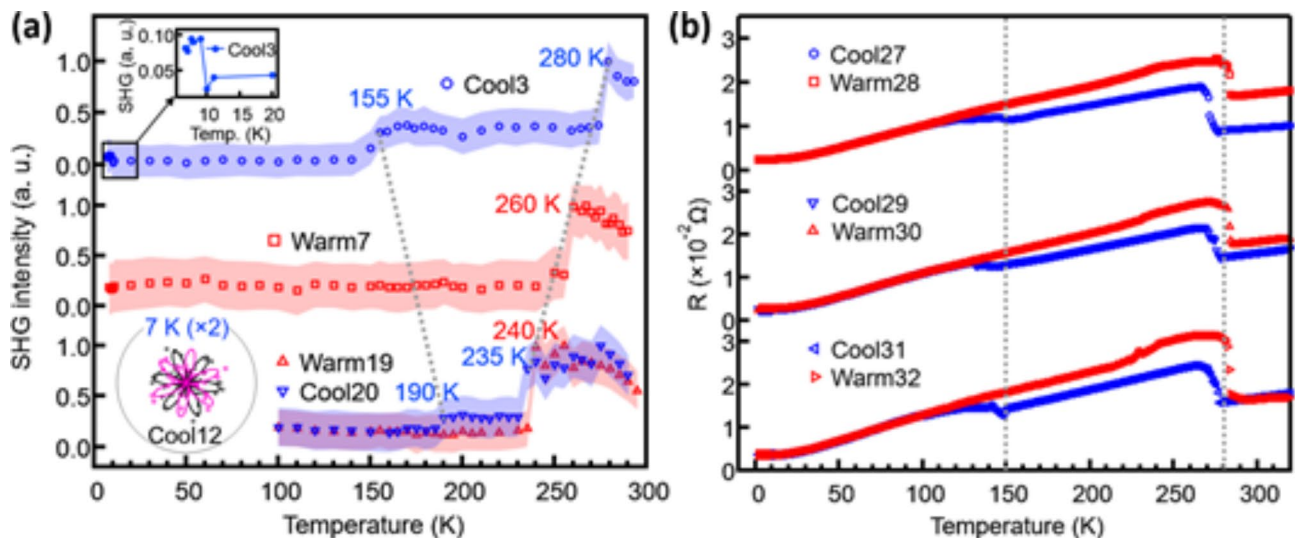 (a)
SHG (a. u.)
0.10
0.05
Cool3
10 15 20
Temp. (K)
1.0
0.5
0.0
155 K
280 K
Cool3
1.0
0.5
0.0
260 K
Warm7
1.0
0.5
0.0
7 K (×2)
Cool12
Warm19
Cool20
240 K
235 K
190 K
SHG intensity (a. u.)
0 50 100 150 200 250 300
Temperature (K)
(b)
3
2
1
0
Cool27
Warm28
3
2
1
0
Cool29
Warm30
3
2
1
0
Cool31
Warm32
R (×10⁻²Ω)
0 50 100 150 200 250 300
Temperature (K)